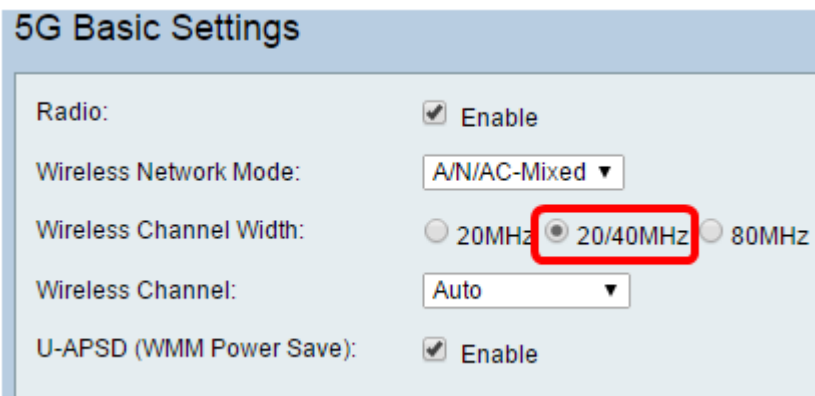 5G Basic Settings
Radio: Enable
Wireless Network Mode: A/N/AC-Mixed
Wireless Channel Width: 20MHz 20/40MHz 80MHz
Wireless Channel: Auto
U-APSD (WMM Power Save): Enable